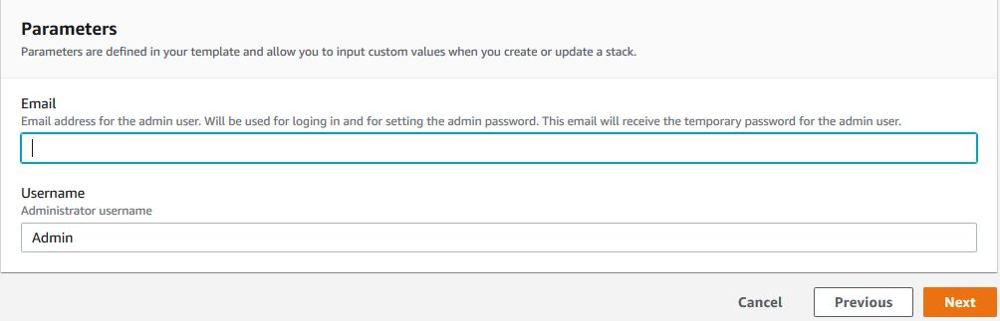 Parameters
Parameters are defined in your template and allow you to input custom values when you create or update a stack.
Email
Email address for the admin user. Will be used for loging in and for setting the admin password. This email will receive the temporary password for the admin user.
Username
Administrator username
Admin
Cancel Previous Next